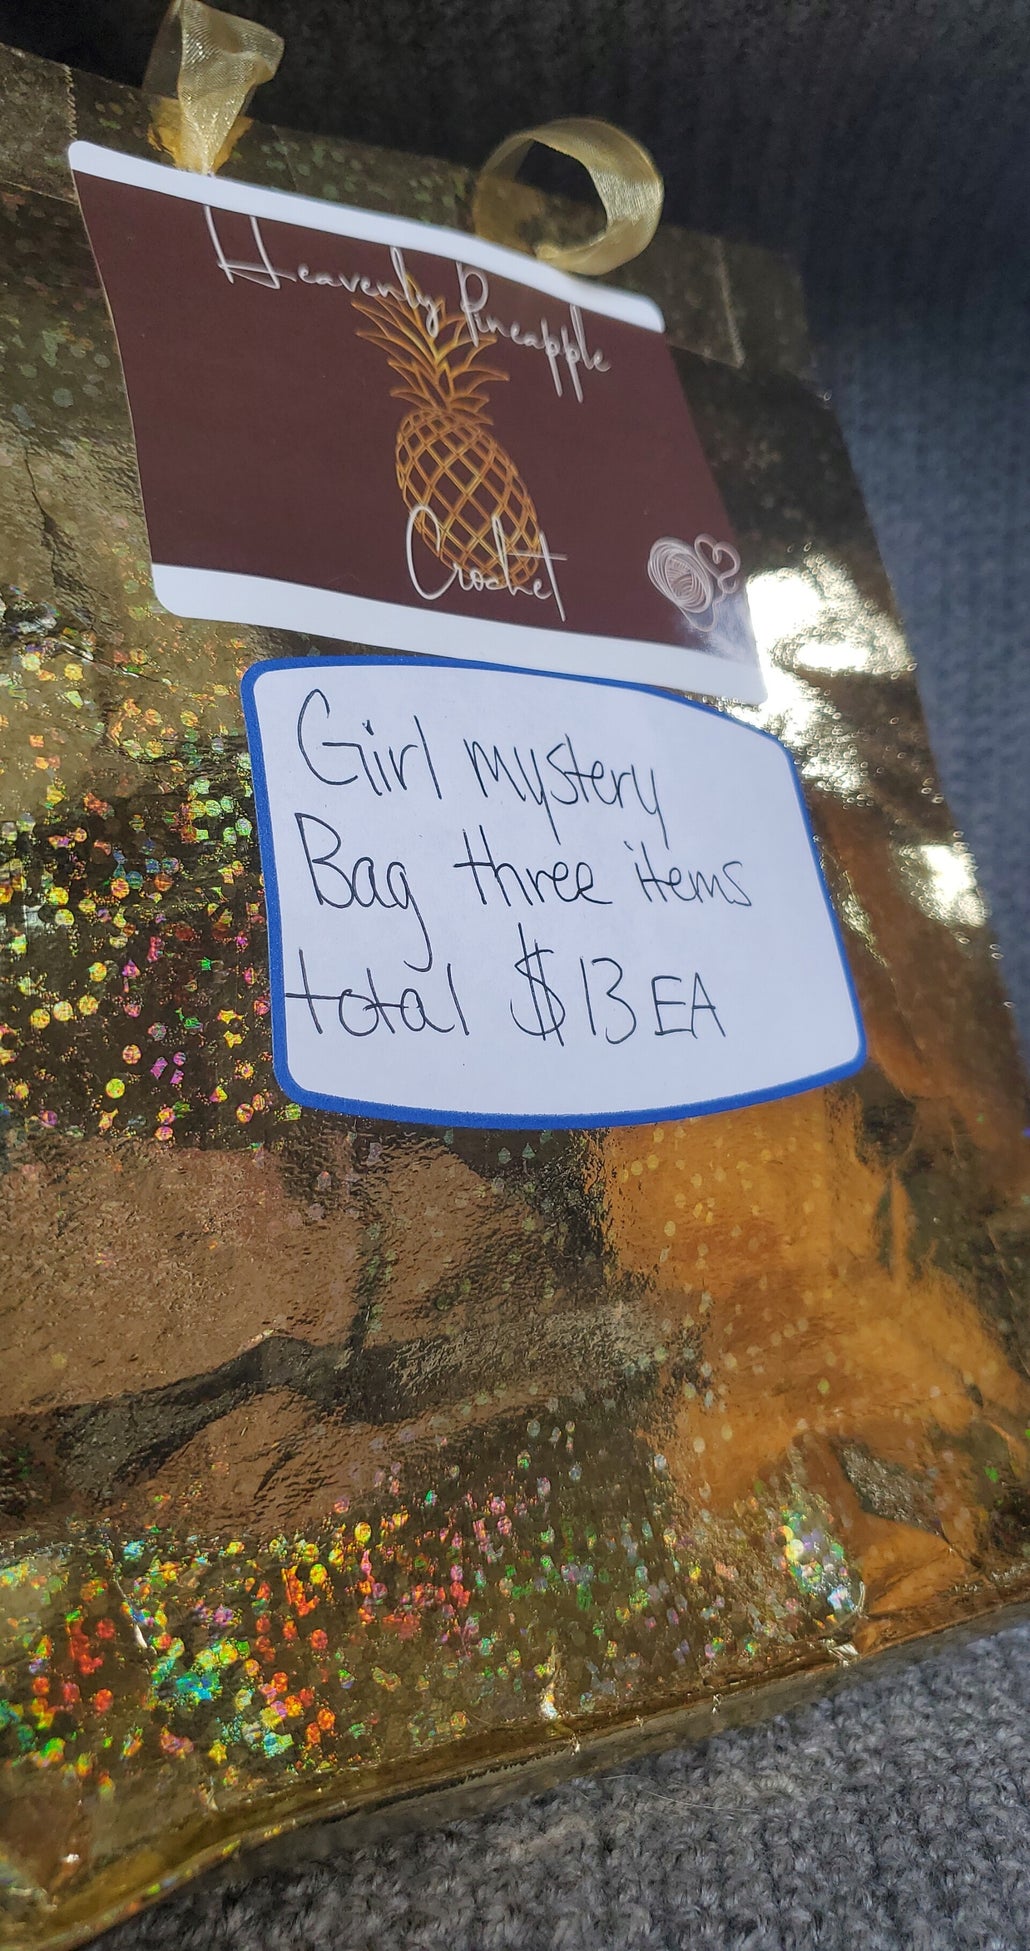 Heavenly Pineapple
Crochet
Girl mystery
Bag three items
total $13 EA